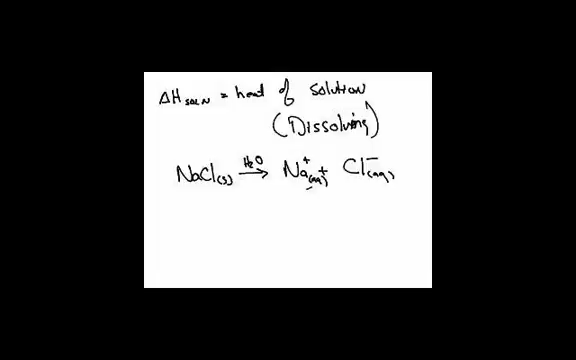 ΔH SOLN = heat of solution
(Dissolving)
NaCl(s) H₂O→ Na⁺(aq) + Cl⁻(aq)